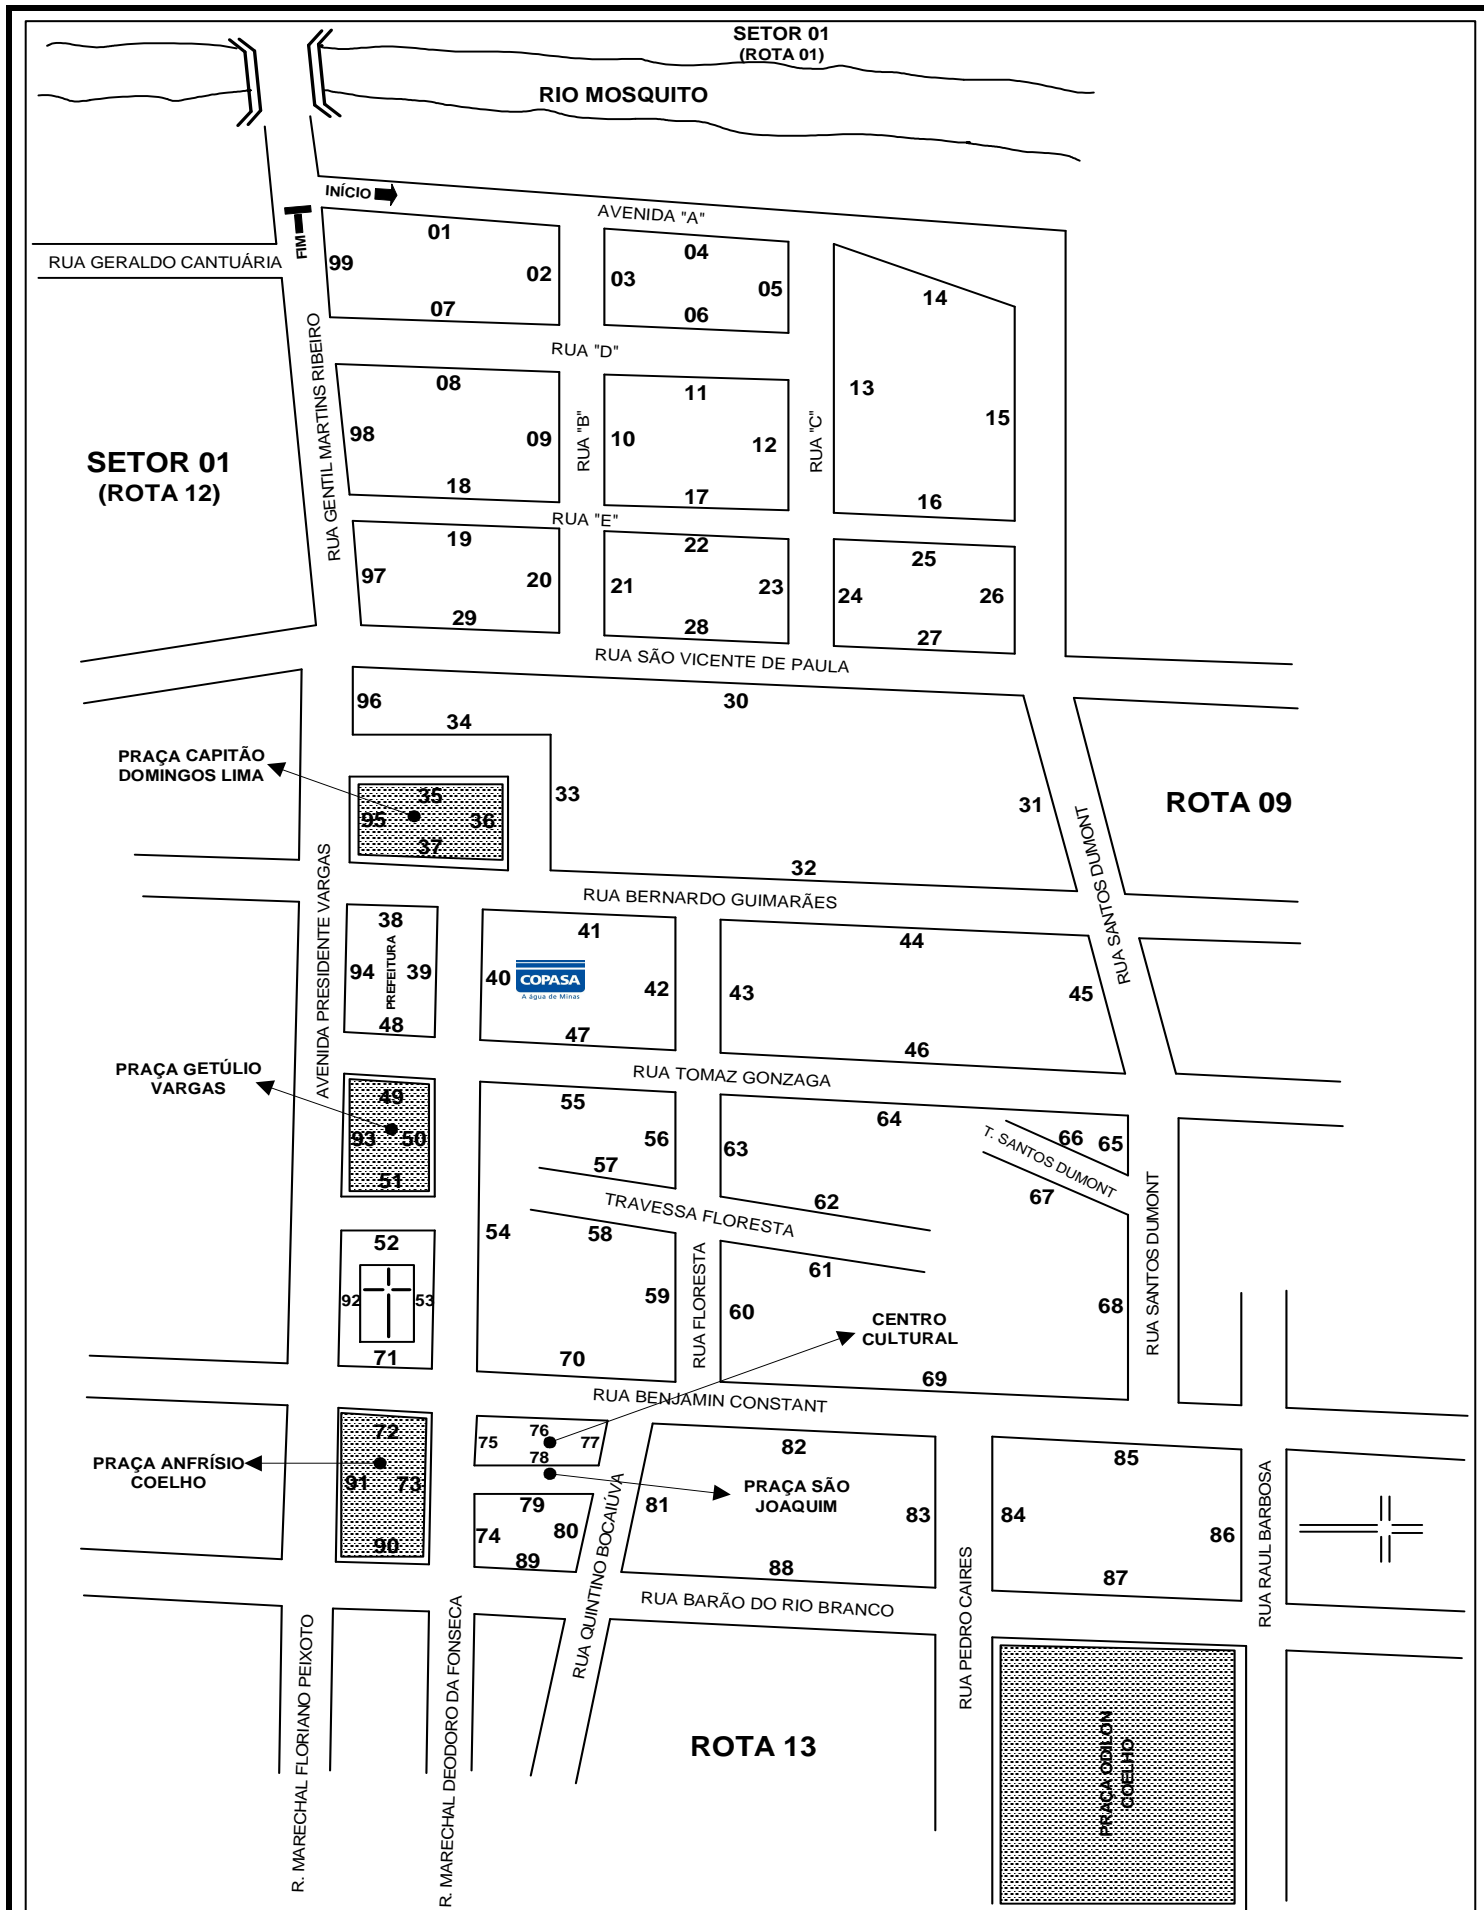 SETOR 01
(ROTA 01)
RIO MOSQUITO
INÍCIO
AVENIDA "A"
FIM
RUA GERALDO CANTUÁRIA
01
99
02
07
04
03
05
06
14
13
15
16
RUA "D"
RUA GENTIL MARTINS RIBEIRO
08
98
09
18
RUA "B"
11
10
12
17
RUA "C"
SETOR 01
(ROTA 12)
RUA "E"
19
97
20
29
22
21
23
28
25
24
26
27
RUA SÃO VICENTE DE PAULA
96
30
34
33
31
32
PRAÇA CAPITÃO
DOMINGOS LIMA
35
95
36
37
RUA SANTOS DUMONT
ROTA 09
RUA BERNARDO GUIMARÃES
AVENIDA PRESIDENTE VARGAS
38
94
PREFEITURA
39
48
41
40
COPASA
A água de Minas
42
47
44
43
45
46
RUA SANTOS DUMONT
RUA TOMAZ GONZAGA
PRAÇA GETÚLIO
VARGAS
49
93
50
51
55
56
57
54
TRAVESSA FLORESTA
58
59
70
64
63
62
66
65
T. SANTOS DUMONT
67
61
60
68
69
RUA FLORESTA
RUA SANTOS DUMONT
CENTRO
CULTURAL
52
92
53
71
RUA BENJAMIN CONSTANT
PRAÇA ANFRÍSIO
COELHO
72
91
73
90
76
75
77
78
79
74
80
89
PRAÇA SÃO
JOAQUIM
82
81
83
88
85
84
86
87
RUA RAUL BARBOSA
RUA QUINTINO BOCAIÚVA
RUA BARÃO DO RIO BRANCO
RUA PEDRO CAIRES
R. MARECHAL FLORIANO PEIXOTO
R. MARECHAL DEODORO DA FONSECA
ROTA 13
PRAÇA ODILON
COELHO